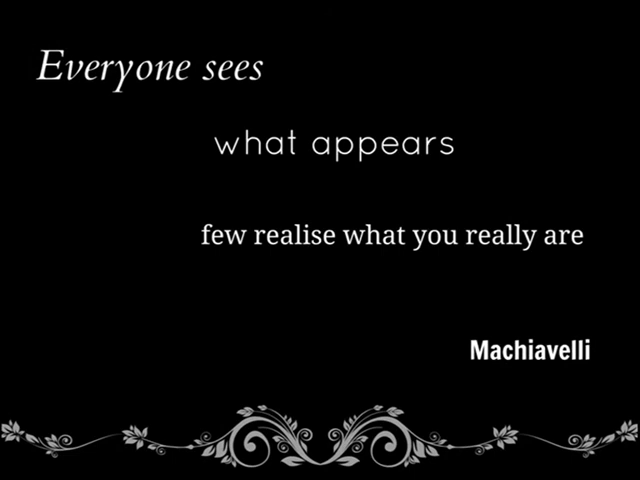 Everyone sees
what appears
few realise what you really are
Machiavelli